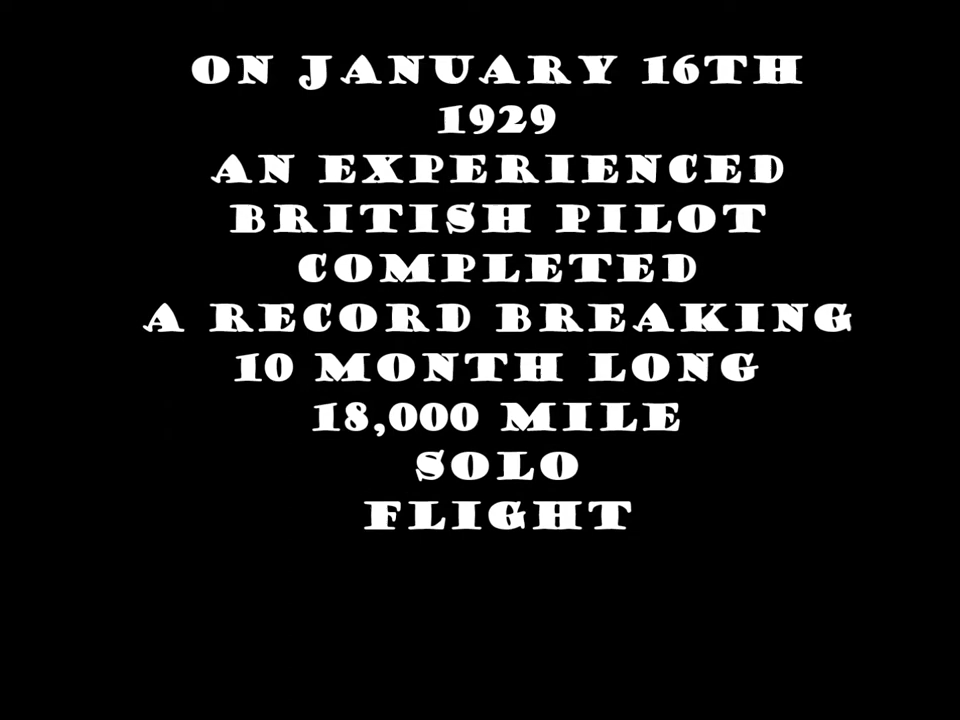 ON JANUARY 16TH
1929
AN EXPERIENCED
BRITISH PILOT
COMPLETED
A RECORD BREAKING
10 MONTH LONG
18,000 MILE
SOLO
FLIGHT